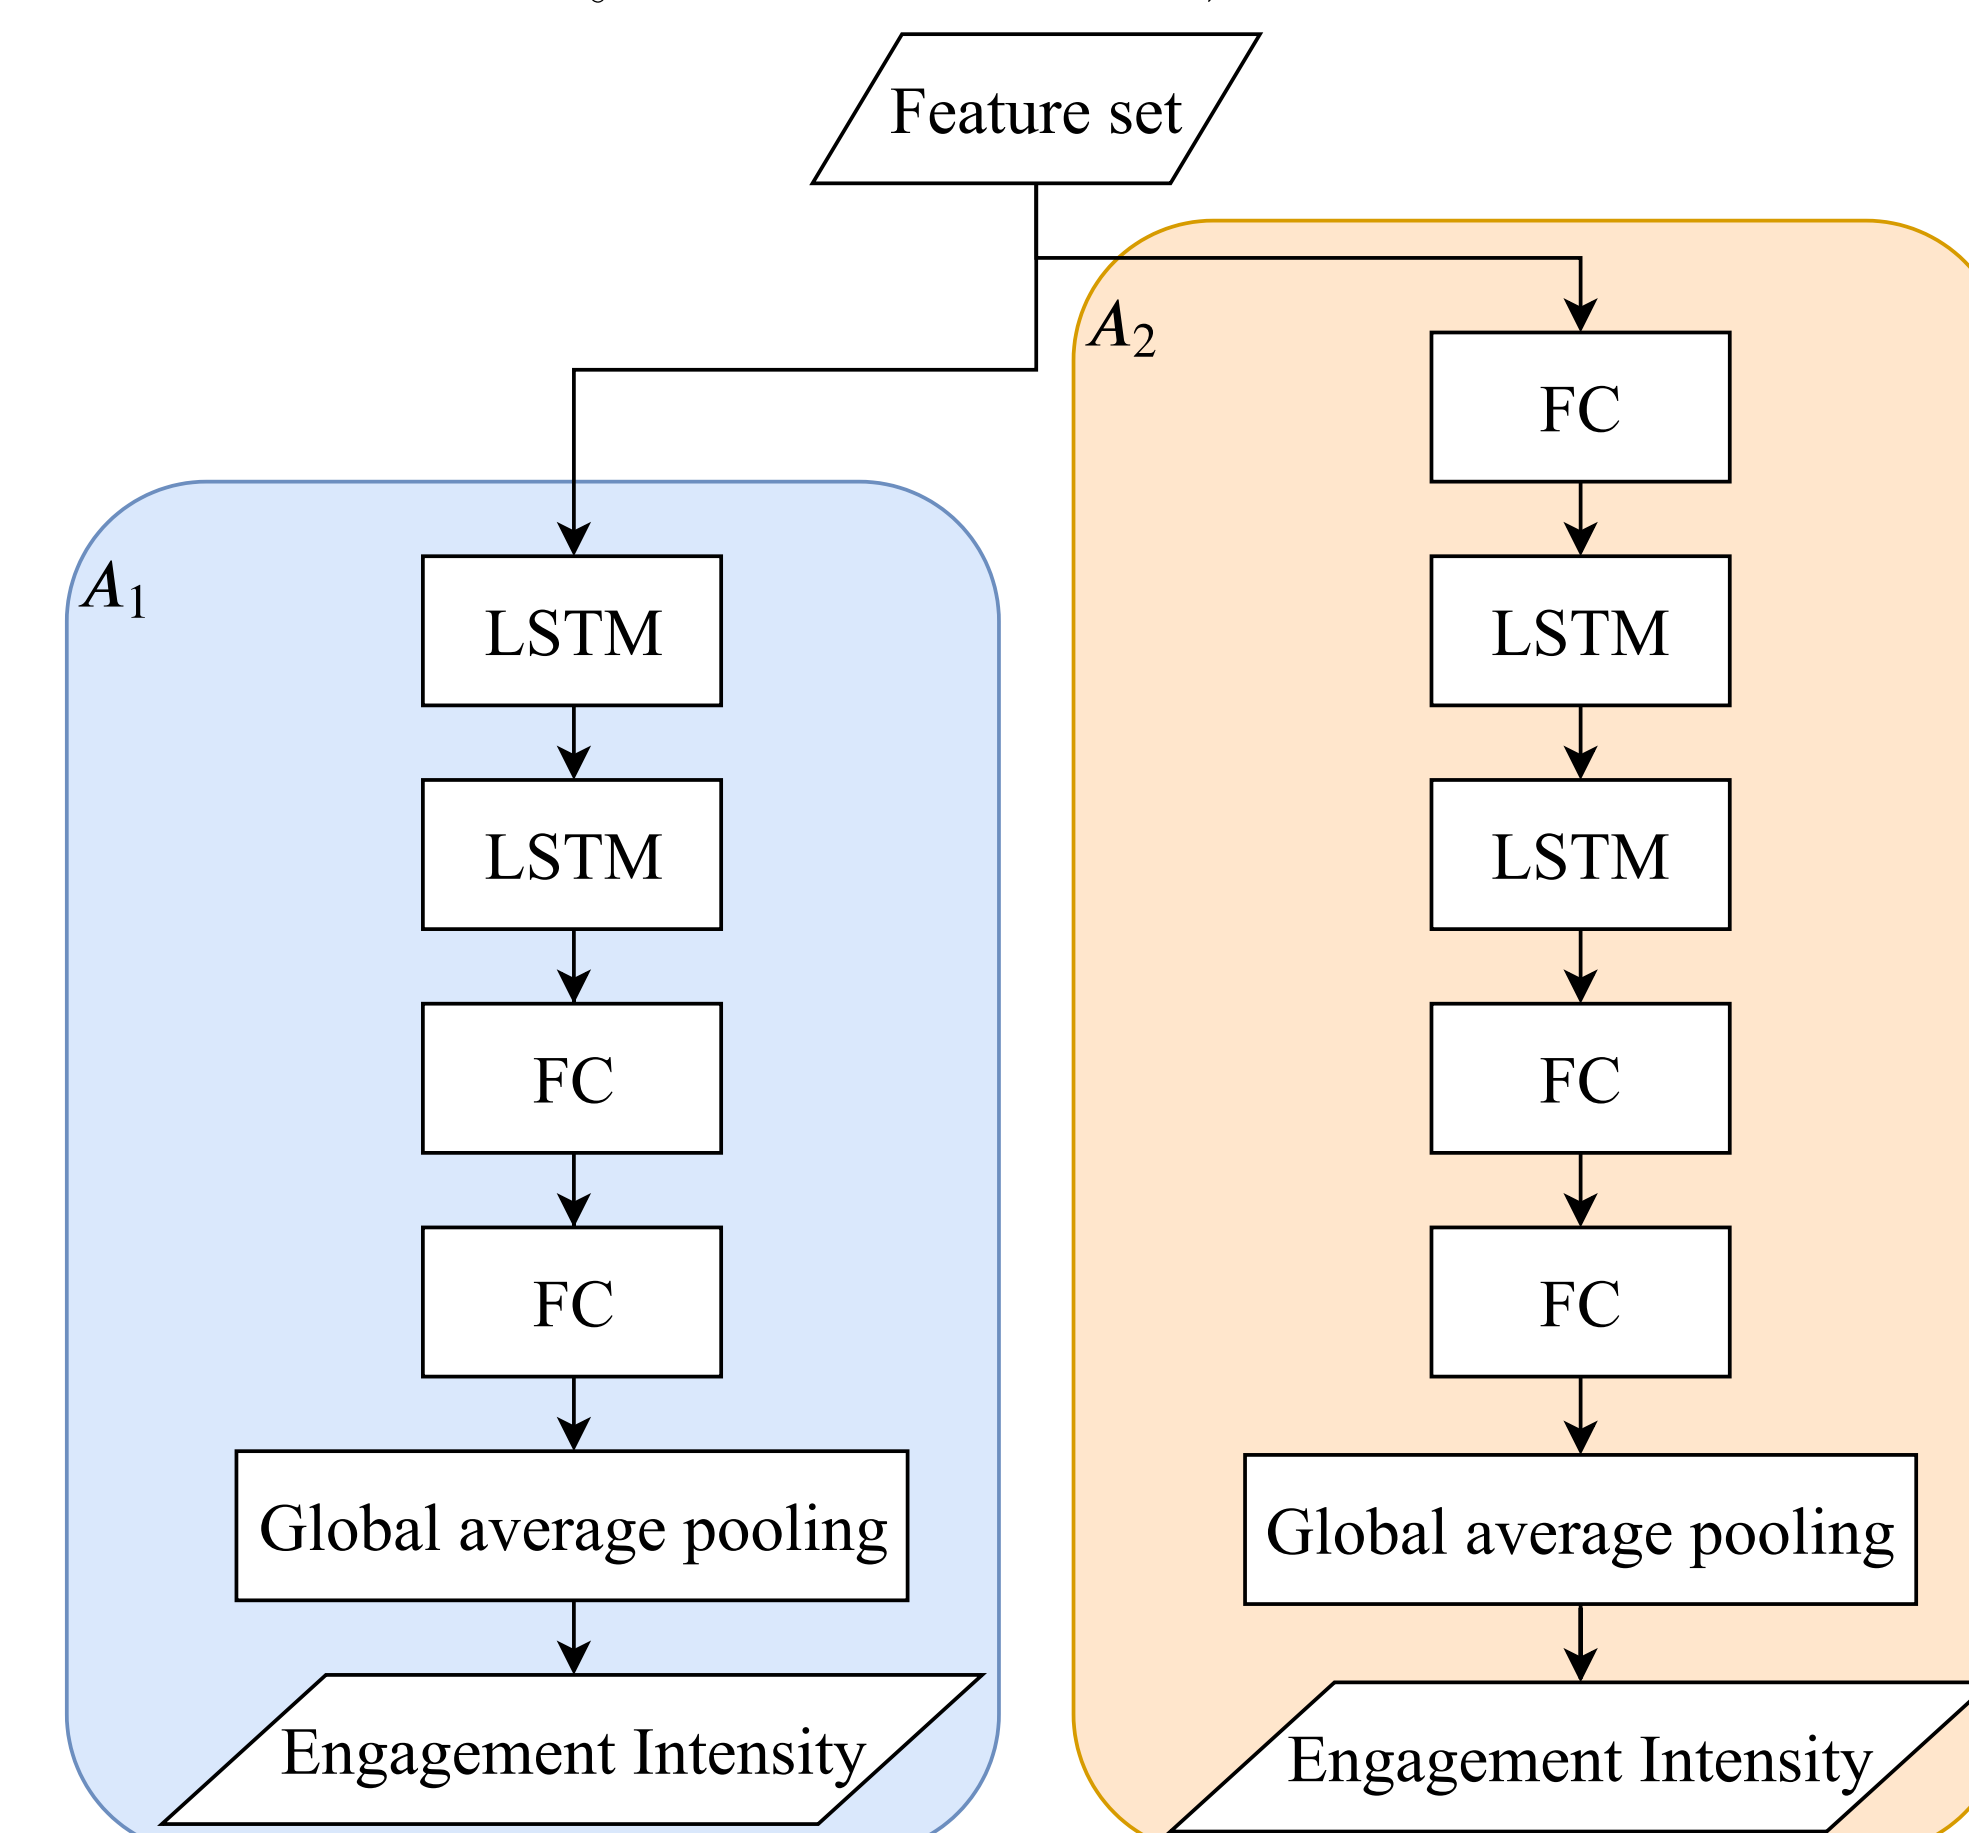 Feature set
A1
LSTM
LSTM
FC
FC
Global average pooling
Engagement Intensity
A2
FC
LSTM
LSTM
FC
FC
Global average pooling
Engagement Intensity